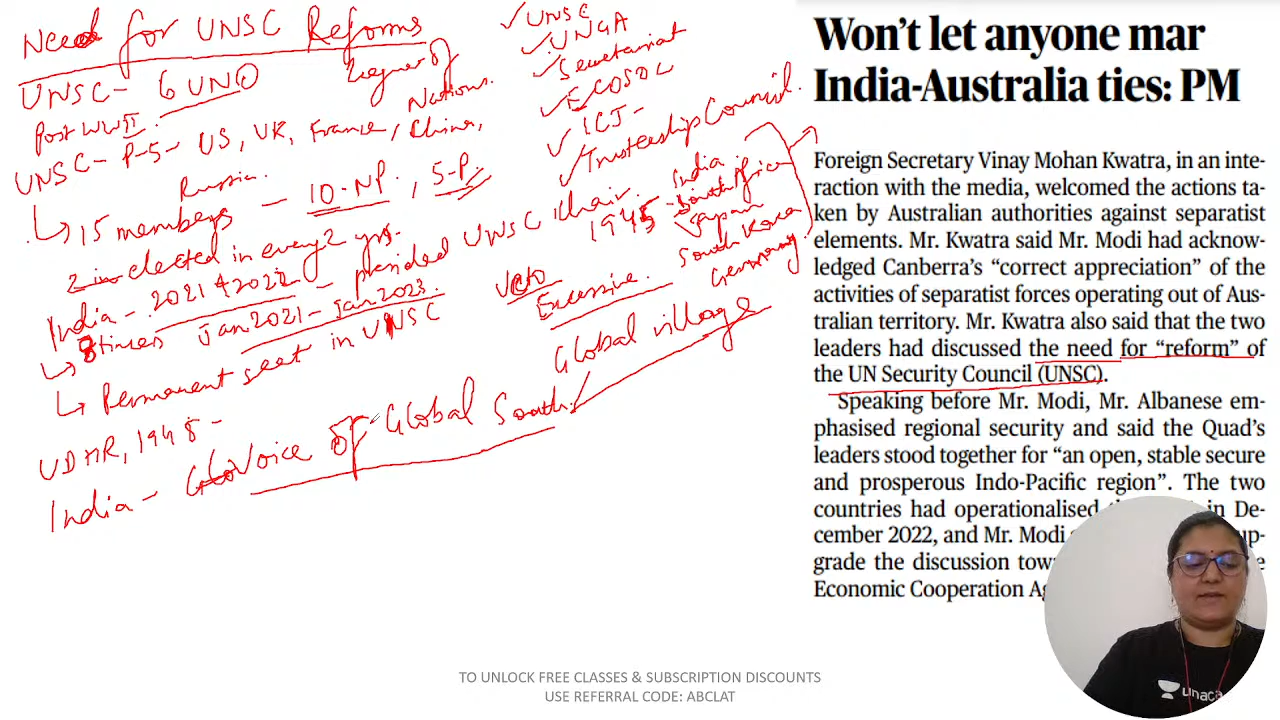 Need for UNSC Reforms
UNSC - 6 UNO
League of Nations.
Post WW II
UNSC - P-5 - US, UK, France, China, Russia.
↳ 15 members - 10-NP, 5-P.
2 in elected in every 2 yrs.
India - 2021 & 2022 - presided UNSC Chair.
↳ 8 times Jan 2021 - Jan 2023.
↳ Permanent seat in UNSC
UDHR, 1948 -
India - Voice of Global South.
✓ UNSC
✓ UNGA
✓ Secretariat
✓ ECOSOC
✓ ICJ -
✓ Trusteeship Council.
1945 - India
South Africa
Japan
South Korea
Germany
Veto
Excessive.
Global village
Won't let anyone mar
India-Australia ties: PM
Foreign Secretary Vinay Mohan Kwatra, in an inte-
raction with the media, welcomed the actions ta-
ken by Australian authorities against separatist
elements. Mr. Kwatra said Mr. Modi had acknow-
ledged Canberra's “correct appreciation” of the
activities of separatist forces operating out of Aus-
tralian territory. Mr. Kwatra also said that the two
leaders had discussed the need for “reform” of
the UN Security Council (UNSC).
Speaking before Mr. Modi, Mr. Albanese em-
phasised regional security and said the Quad's
leaders stood together for “an open, stable secure
and prosperous Indo-Pacific region”. The two
countries had operationalised in De-
cember 2022, and Mr. Modi up-
grade the discussion
Economic Cooperation
TO UNLOCK FREE CLASSES & SUBSCRIPTION DISCOUNTS
USE REFERRAL CODE: ABCLAT